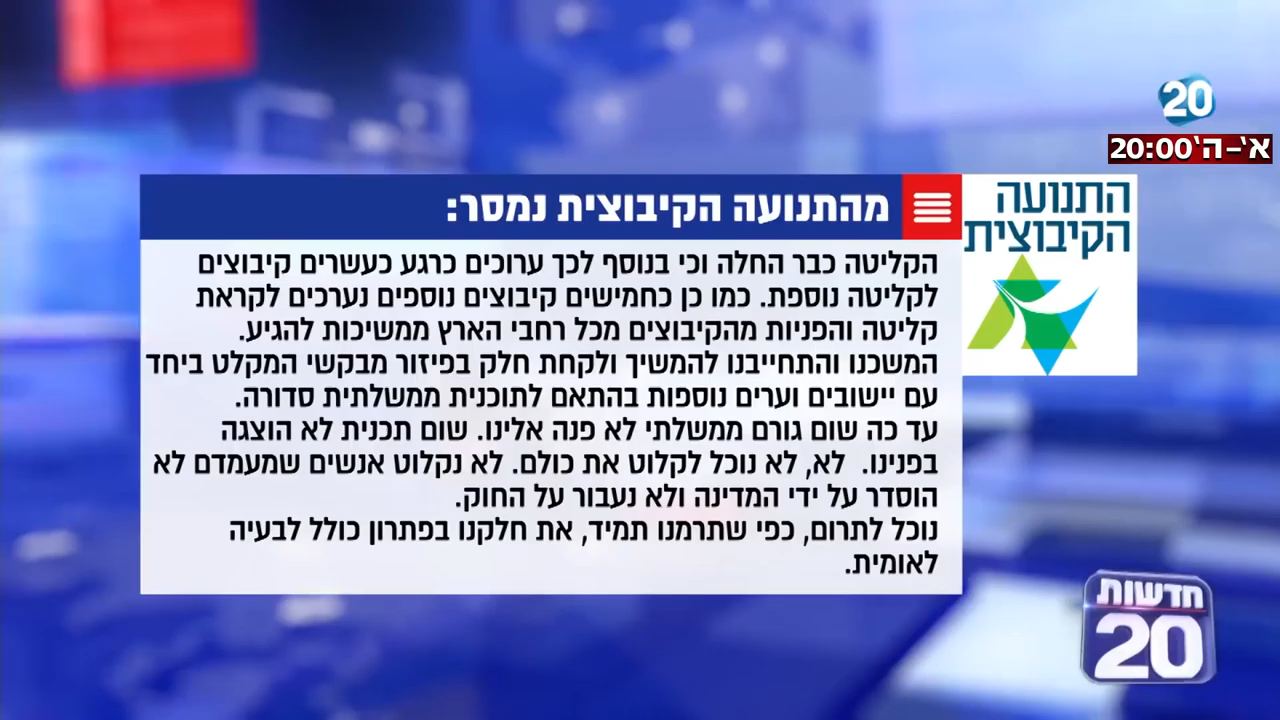 20
א'-ה' 20:00
התנועה
הקיבוצית
מהתנועה הקיבוצית נמסר:
הקליטה כבר החלה וכי בנוסף לכך ערוכים כרגע כעשרים קיבוצים
לקליטה נוספת. כמו כן כחמישים קיבוצים נוספים נערכים לקראת
קליטה והפניות מהקיבוצים מכל רחבי הארץ ממשיכות להגיע.
המשכנו והתחייבנו להמשיך ולקחת חלק בפיזור מבקשי המקלט ביחד
עם יישובים וערים נוספות בהתאם לתוכנית ממשלתית סדורה.
עד כה שום גורם ממשלתי לא פנה אלינו. שום תכנית לא הוצגה
בפנינו. לא, לא נוכל לקלוט את כולם. לא נקלוט אנשים שמעמדם לא
הוסדר על ידי המדינה ולא נעבור על החוק.
נוכל לתרום, כפי שתרמנו תמיד, את חלקנו בפתרון כולל לבעיה
לאומית.
חדשות
20